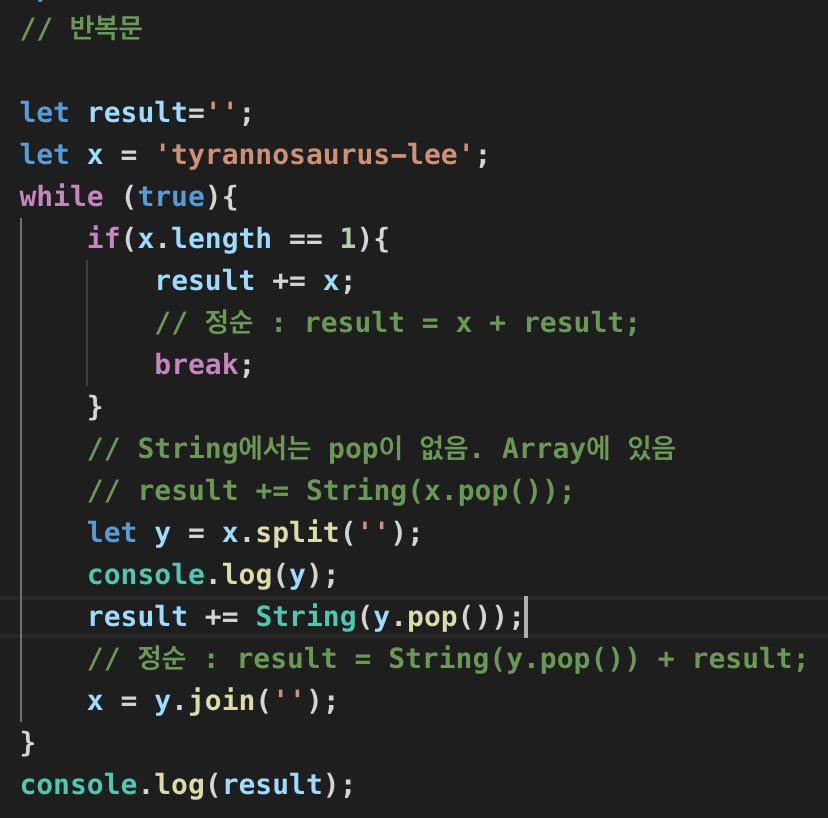 // 반복문
let result='';
let x = 'tyrannosaurus-lee';
while (true){
if(x.length == 1){
result += x;
// 정순 : result = x + result;
break;
}
// String에서는 pop이 없음. Array에 있음
// result += String(x.pop());
let y = x.split('');
console.log(y);
result += String(y.pop());
// 정순 : result = String(y.pop()) + result;
x = y.join('');
}
console.log(result);